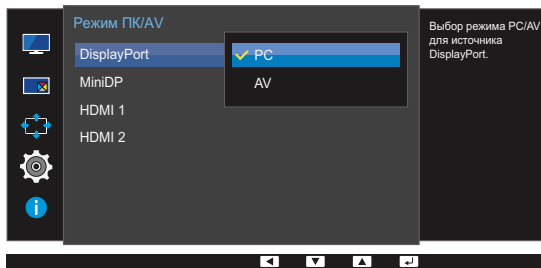 Режим ПК/AV
DisplayPort
MiniDP
HDMI 1
HDMI 2
PC
AV
Выбор режима PC/AV
для источника
DisplayPort.